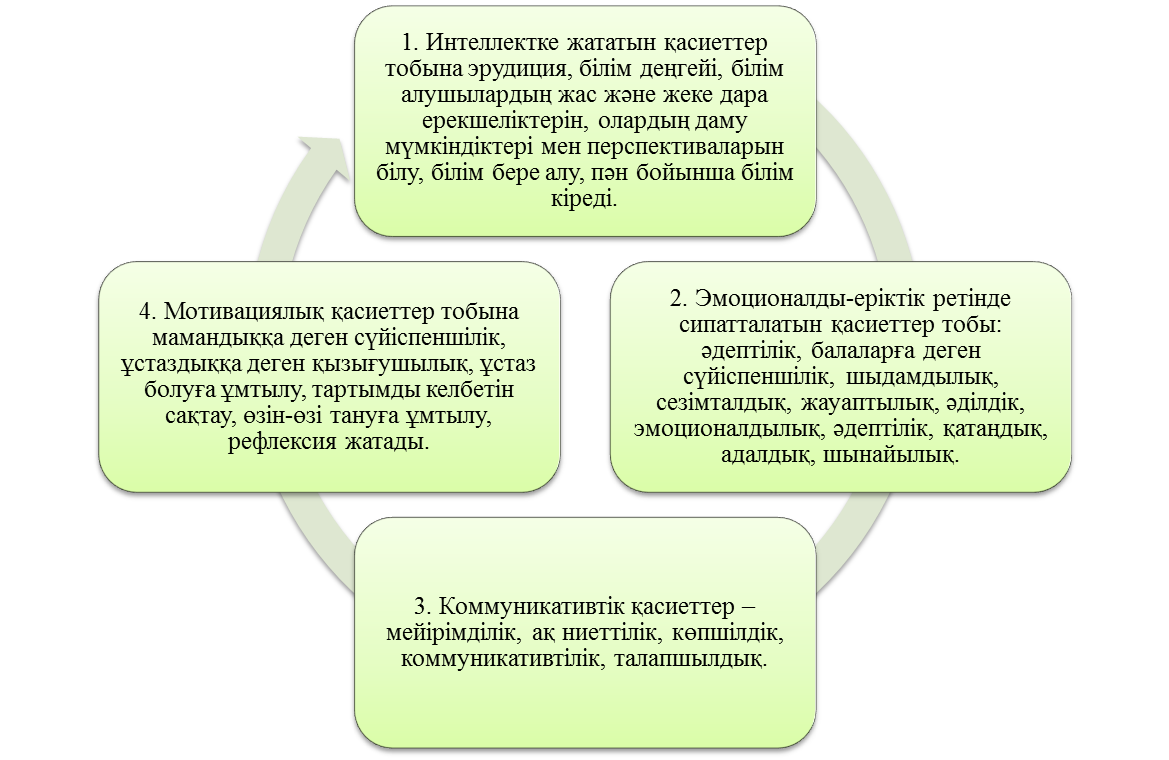 1. Интеллектке жататын қасиеттер
тобына эрудиция, білім деңгейі, білім
алушылардың жас және жеке дара
ерекшеліктерін, олардың даму
мүмкіндіктері мен перспективаларын
білу, білім бере алу, пән бойынша білім
кіреді.
2. Эмоционалды-еріктік ретінде
сипатталатын қасиеттер тобы:
әдептілік, балаларға деген
сүйіспеншілік, шыдамдылық,
сезімталдық, жауаптылық, әділдік,
эмоционалдылық, әдептілік, қатаңдық,
адалдық, шынайылық.
3. Коммуникативтік қасиеттер –
мейірімділік, ақ ниеттілік, көпшілдік,
коммуникативтілік, талапшылдық.
4. Мотивациялық қасиеттер тобына
мамандыққа деген сүйіспеншілік,
ұстаздыққа деген қызығушылық, ұстаз
болуға ұмтылу, тартымды келбетін
сақтау, өзін-өзі тануға ұмтылу,
рефлексия жатады.